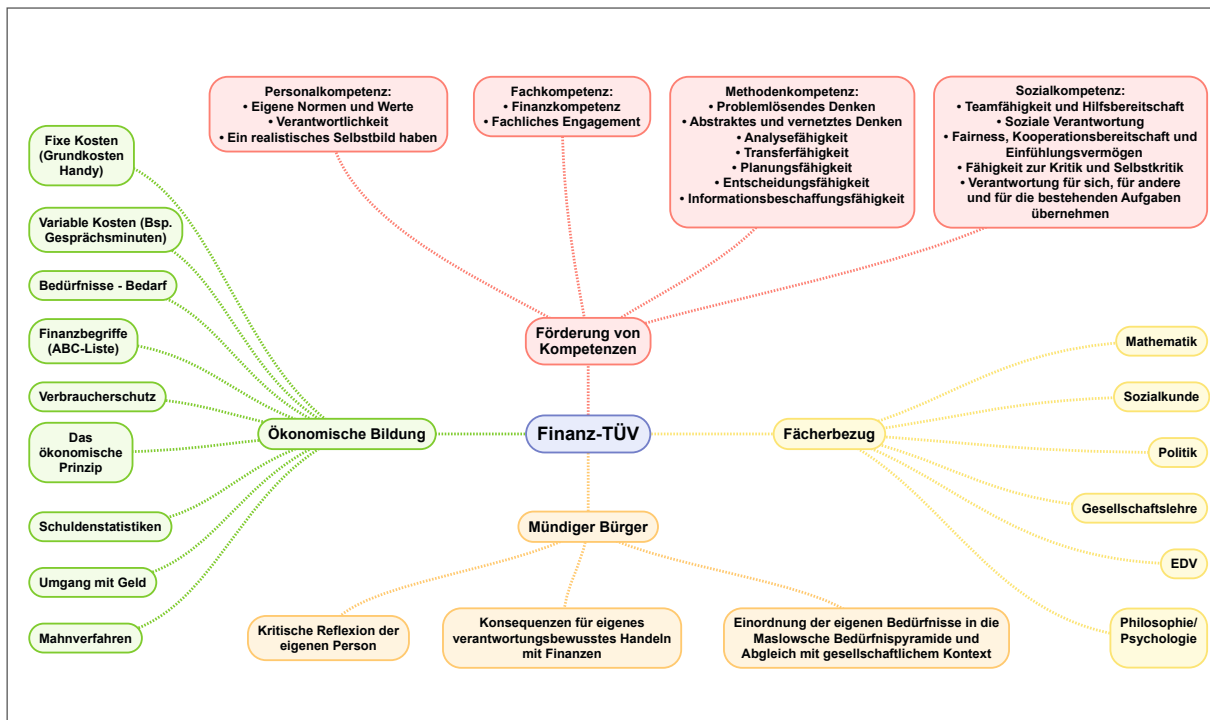 Personalkompetenz:
• Eigene Normen und Werte
• Verantwortlichkeit
• Ein realistisches Selbstbild haben
Fachkompetenz:
• Finanzkompetenz
• Fachliches Engagement
Methodenkompetenz:
• Problemlösendes Denken
• Abstraktes und vernetztes Denken
• Analysefähigkeit
• Transferfähigkeit
• Planungsfähigkeit
• Entscheidungsfähigkeit
• Informationsbeschaffungsfähigkeit
Sozialkompetenz:
• Teamfähigkeit und Hilfsbereitschaft
• Soziale Verantwortung
• Fairness, Kooperationsbereitschaft und
Einfühlungsvermögen
• Fähigkeit zur Kritik und Selbstkritik
• Verantwortung für sich, für andere
und für die bestehenden Aufgaben
übernehmen
Förderung von
Kompetenzen
Fixe Kosten
(Grundkosten
Handy)
Variable Kosten (Bsp.
Gesprächsminuten)
Bedürfnisse - Bedarf
Finanzbegriffe
(ABC-Liste)
Verbraucherschutz
Das
ökonomische
Prinzip
Schuldenstatistiken
Umgang mit Geld
Mahnverfahren
Ökonomische Bildung
Finanz-TÜV
Fächerbezug
Mathematik
Sozialkunde
Politik
Gesellschaftslehre
EDV
Philosophie/
Psychologie
Mündiger Bürger
Kritische Reflexion der
eigenen Person
Konsequenzen für eigenes
verantwortungsbewusstes Handeln
mit Finanzen
Einordnung der eigenen Bedürfnisse in die
Maslowsche Bedürfnispyramide und
Abgleich mit gesellschaftlichem Kontext